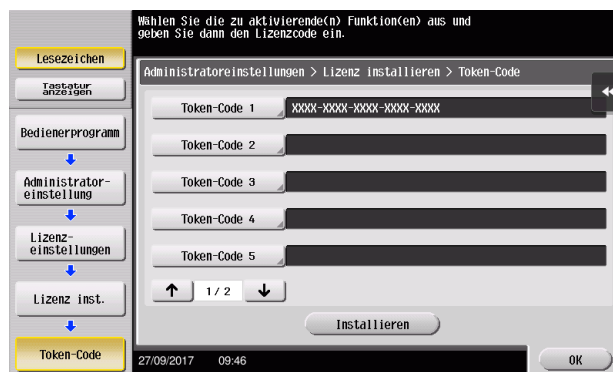 Wählen Sie die zu aktivierende(n) Funktion(en) aus und
geben Sie dann den Lizenzcode ein.
Lesezeichen
Tastatur
anzeigen
Administratoreinstellungen > Lizenz installieren > Token-Code
Token-Code 1
XXXX-XXXX-XXXX-XXXX-XXXX
Bedienerprogramm
Token-Code 2
Administrator-
einstellung
Token-Code 3
Token-Code 4
Lizenz-
einstellungen
Token-Code 5
Lizenz inst.
↑ 1/ 2 ↓
Installieren
Token-Code
27/09/2017 09:46
OK